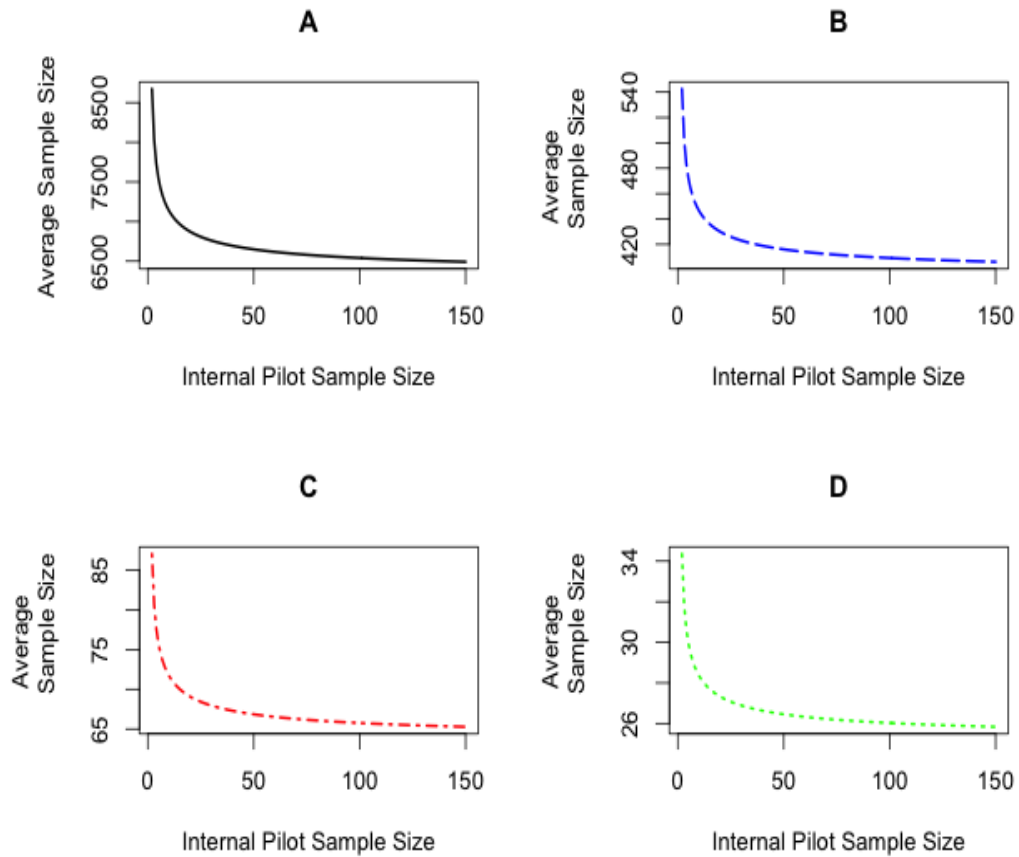 A
Average Sample Size
8500
7500
6500
0 50 100 150
Internal Pilot Sample Size
B
Average
Sample Size
540
480
420
0 50 100 150
Internal Pilot Sample Size
C
Average
Sample Size
85
75
65
0 50 100 150
Internal Pilot Sample Size
D
Average
Sample Size
34
30
26
0 50 100 150
Internal Pilot Sample Size